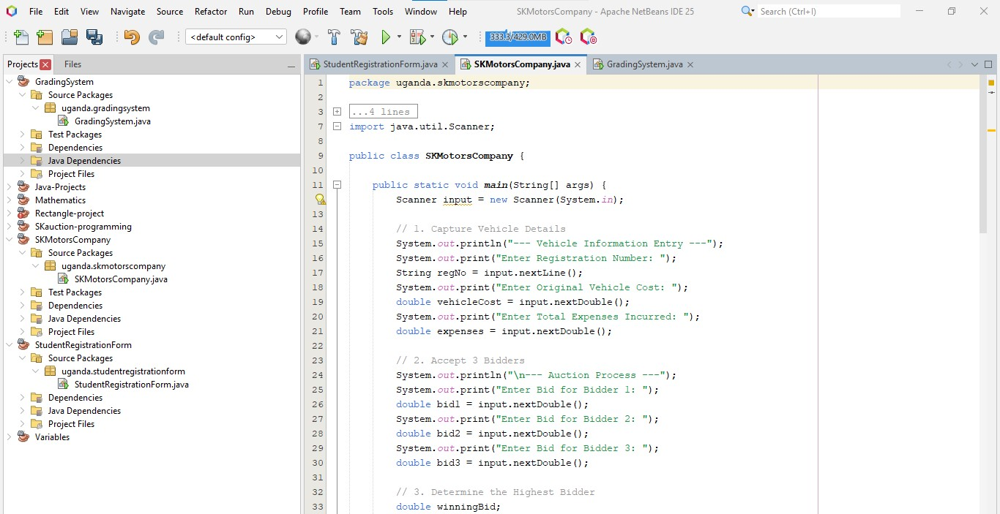 File Edit View Navigate Source Refactor Run Debug Profile Team Tools Window Help SKMotorsCompany - Apache NetBeans IDE 25 Search (Ctrl+I)
<default config> 333.3/429.0MB
Projects Files
StudentRegistrationForm.java SKMotorsCompany.java GradingSystem.java
GradingSystem
Source Packages
uganda.gradingsystem
GradingSystem.java
Test Packages
Dependencies
Java Dependencies
Project Files
Java-Projects
Mathematics
Rectangle-project
SKauction-programming
SKMotorsCompany
Source Packages
uganda.skmotorscompany
SKMotorsCompany.java
Test Packages
Dependencies
Java Dependencies
Project Files
StudentRegistrationForm
Source Packages
uganda.studentregistrationform
StudentRegistrationForm.java
Dependencies
Java Dependencies
Project Files
Variables
1 package uganda.skmotorscompany;
2
3 ...4 lines
7 import java.util.Scanner;
8
9 public class SKMotorsCompany {
10
11 public static void main(String[] args) {
Scanner input = new Scanner(System.in);
13
14 // 1. Capture Vehicle Details
15 System.out.println("--- Vehicle Information Entry ---");
16 System.out.print("Enter Registration Number: ");
17 String regNo = input.nextLine();
18 System.out.print("Enter Original Vehicle Cost: ");
19 double vehicleCost = input.nextDouble();
20 System.out.print("Enter Total Expenses Incurred: ");
21 double expenses = input.nextDouble();
22
23 // 2. Accept 3 Bidders
24 System.out.println("\n--- Auction Process ---");
25 System.out.print("Enter Bid for Bidder 1: ");
26 double bid1 = input.nextDouble();
27 System.out.print("Enter Bid for Bidder 2: ");
28 double bid2 = input.nextDouble();
29 System.out.print("Enter Bid for Bidder 3: ");
30 double bid3 = input.nextDouble();
31
32 // 3. Determine the Highest Bidder
33 double winningBid;